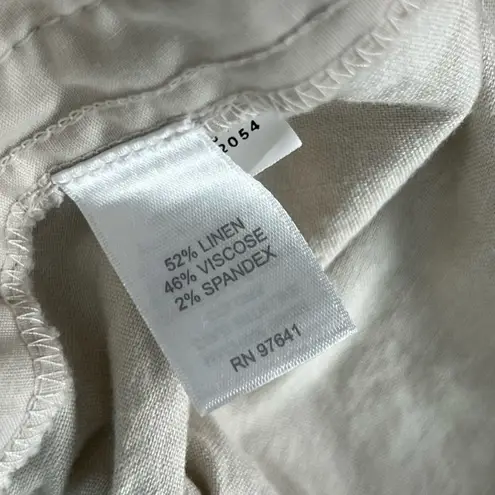 2054
52% LINEN
46% VISCOSE
2% SPANDEX
RN 97641